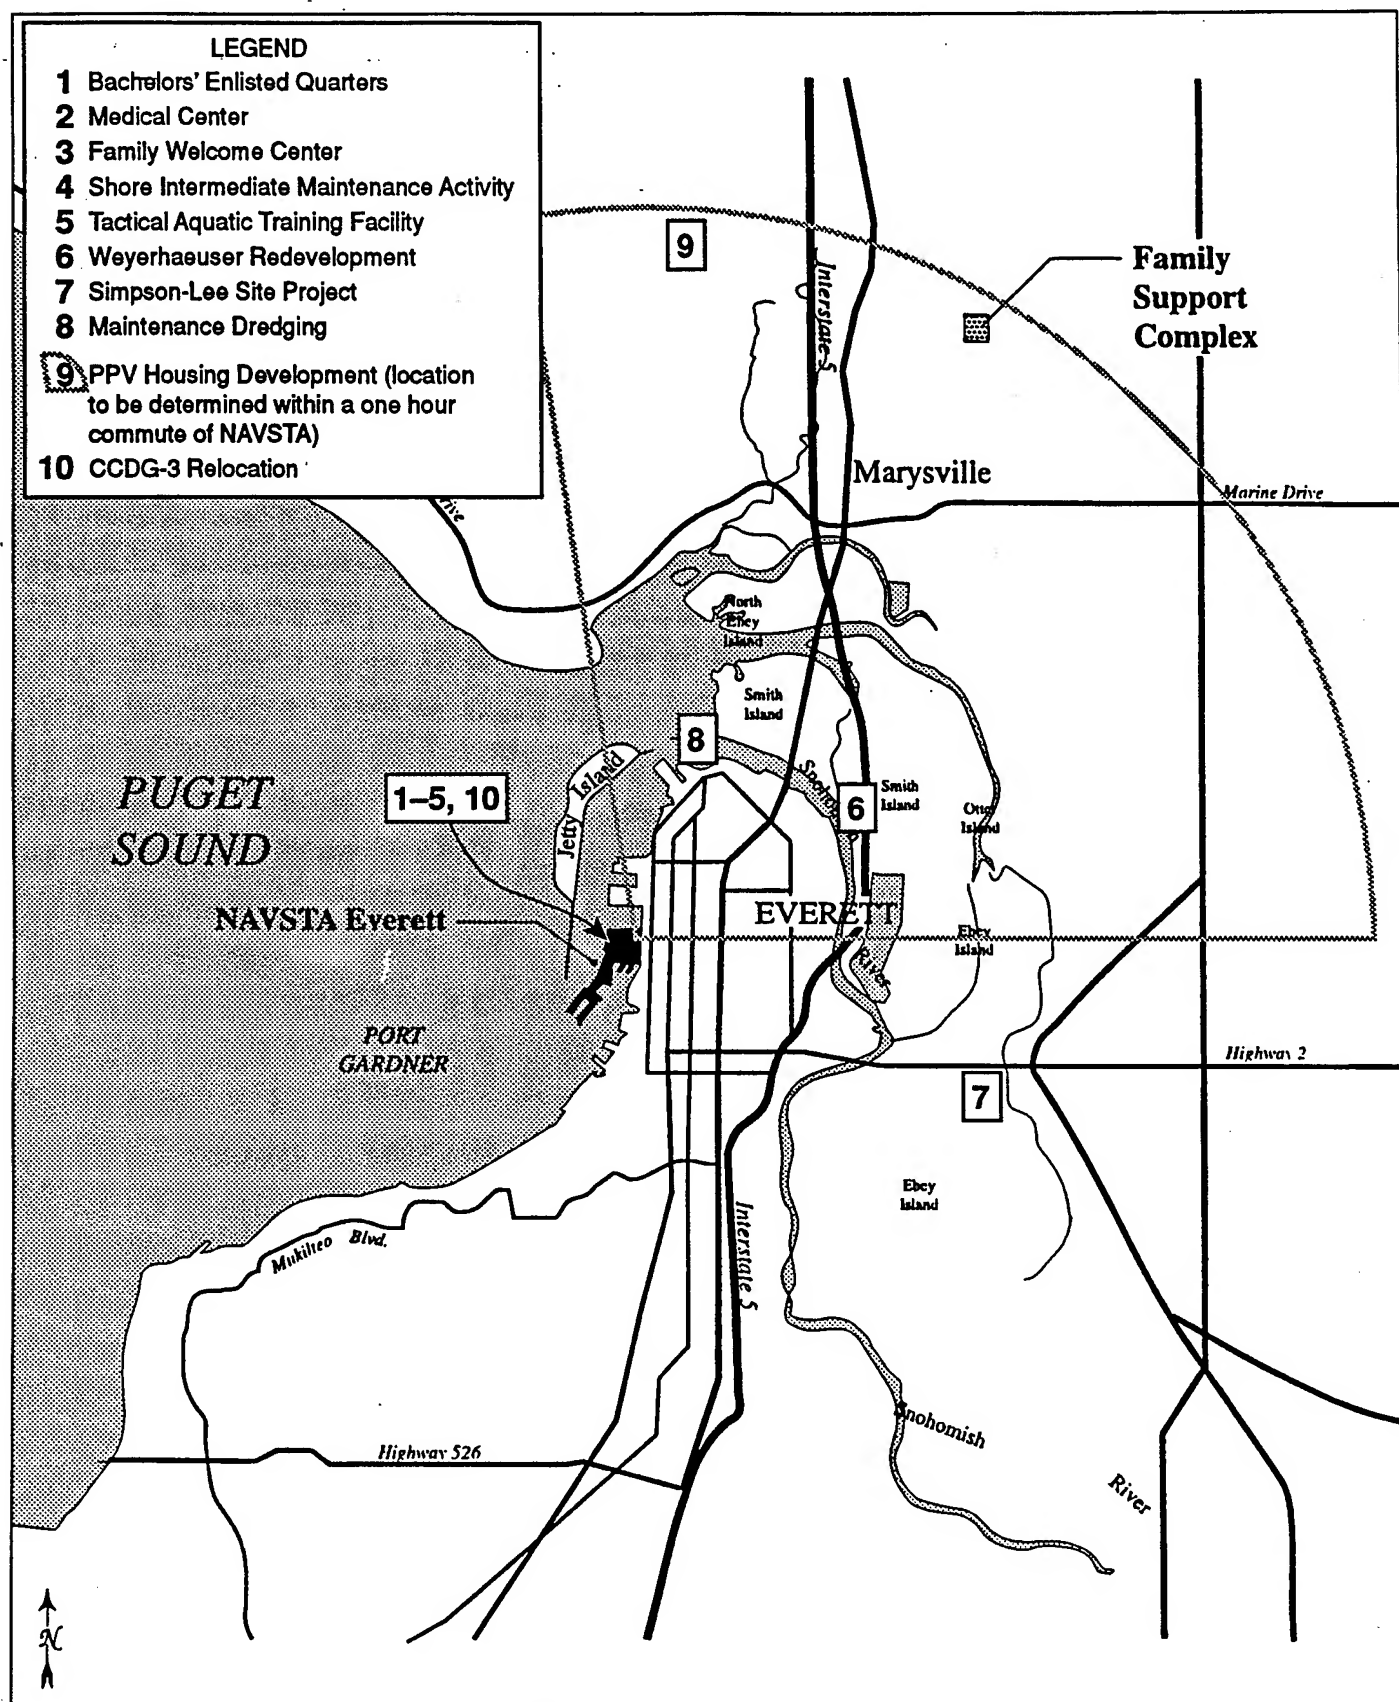 LEGEND
1 Bachelors' Enlisted Quarters
2 Medical Center
3 Family Welcome Center
4 Shore Intermediate Maintenance Activity
5 Tactical Aquatic Training Facility
6 Weyerhaeuser Redevelopment
7 Simpson-Lee Site Project
8 Maintenance Dredging
9 PPV Housing Development (location
to be determined within a one hour
commute of NAVSTA)
10 CCDG-3 Relocation
9
Family
Support
Complex
Interstate 5
Marysville
Marine Drive
rive
North
Ebey
Island
Smith
Island
8
Jetty Island
PUGET
SOUND
1–5, 10
Snoho
6
Smith
Island
Otter
Island
NAVSTA Everett
EVERETT
Ebey
Island
River
PORT
GARDNER
Highway 2
7
Ebey
Island
Mukilteo Blvd.
Interstate 5
Snohomish
River
Highway 526
N